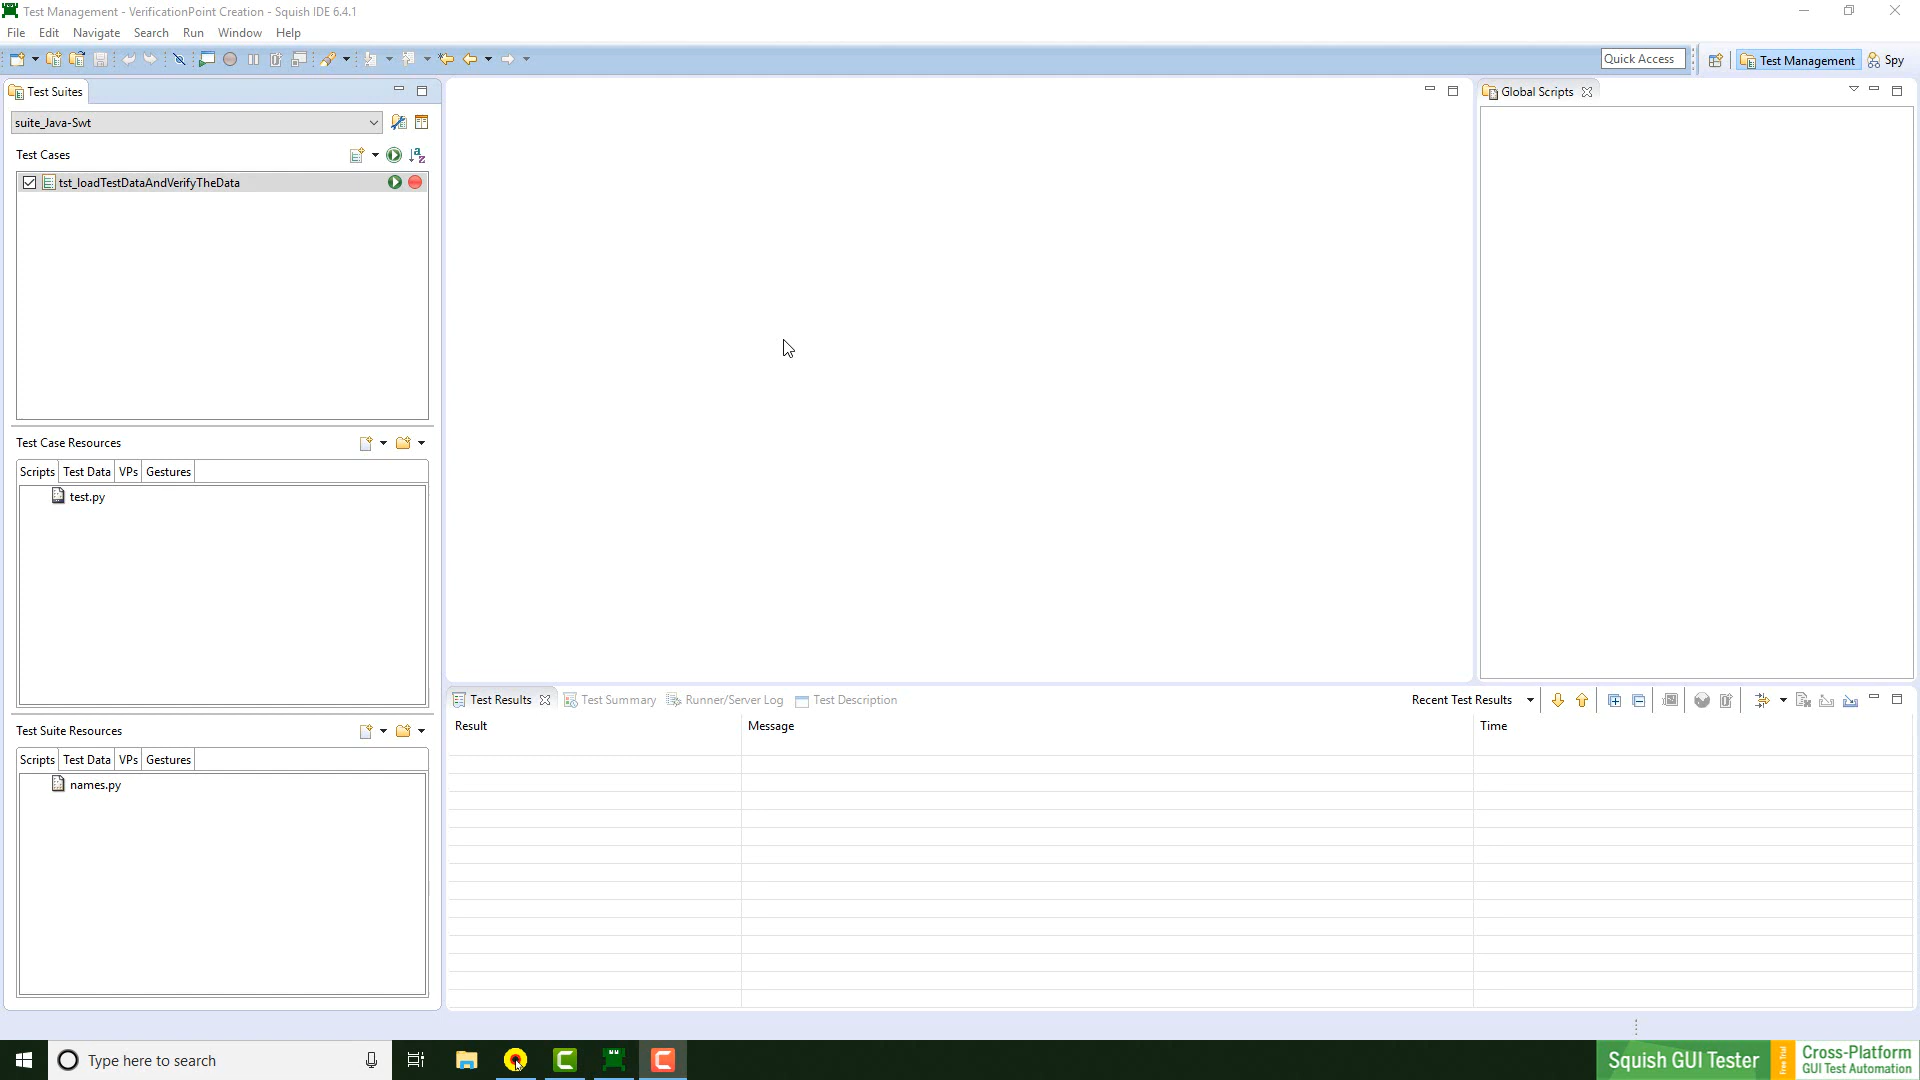 Test Management - VerificationPoint Creation - Squish IDE 6.4.1
File Edit Navigate Search Run Window Help
Quick Access
Test Management
Spy
Test Suites
suite_Java-Swt
Test Cases
tst_loadTestDataAndVerifyTheData
Test Case Resources
Scripts Test Data VPs Gestures
test.py
Test Suite Resources
Scripts Test Data VPs Gestures
names.py
Global Scripts
Test Results Test Summary Runner/Server Log Test Description
Recent Test Results
Result Message Time
Type here to search
Squish GUI Tester
Free Trial
Cross-Platform
GUI Test Automation